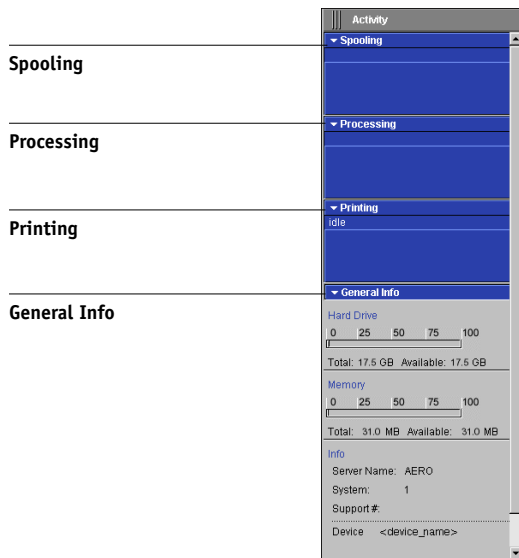 Activity
Spooling
Spooling
Processing
Processing
Printing
idle
Printing
General Info
General Info
Hard Drive
0 25 50 75 100
Total: 17.5 GB Available: 17.5 GB
Memory
0 25 50 75 100
Total: 31.0 MB Available: 31.0 MB
Info
Server Name: AERO
System: 1
Support #:
Device <device_name>